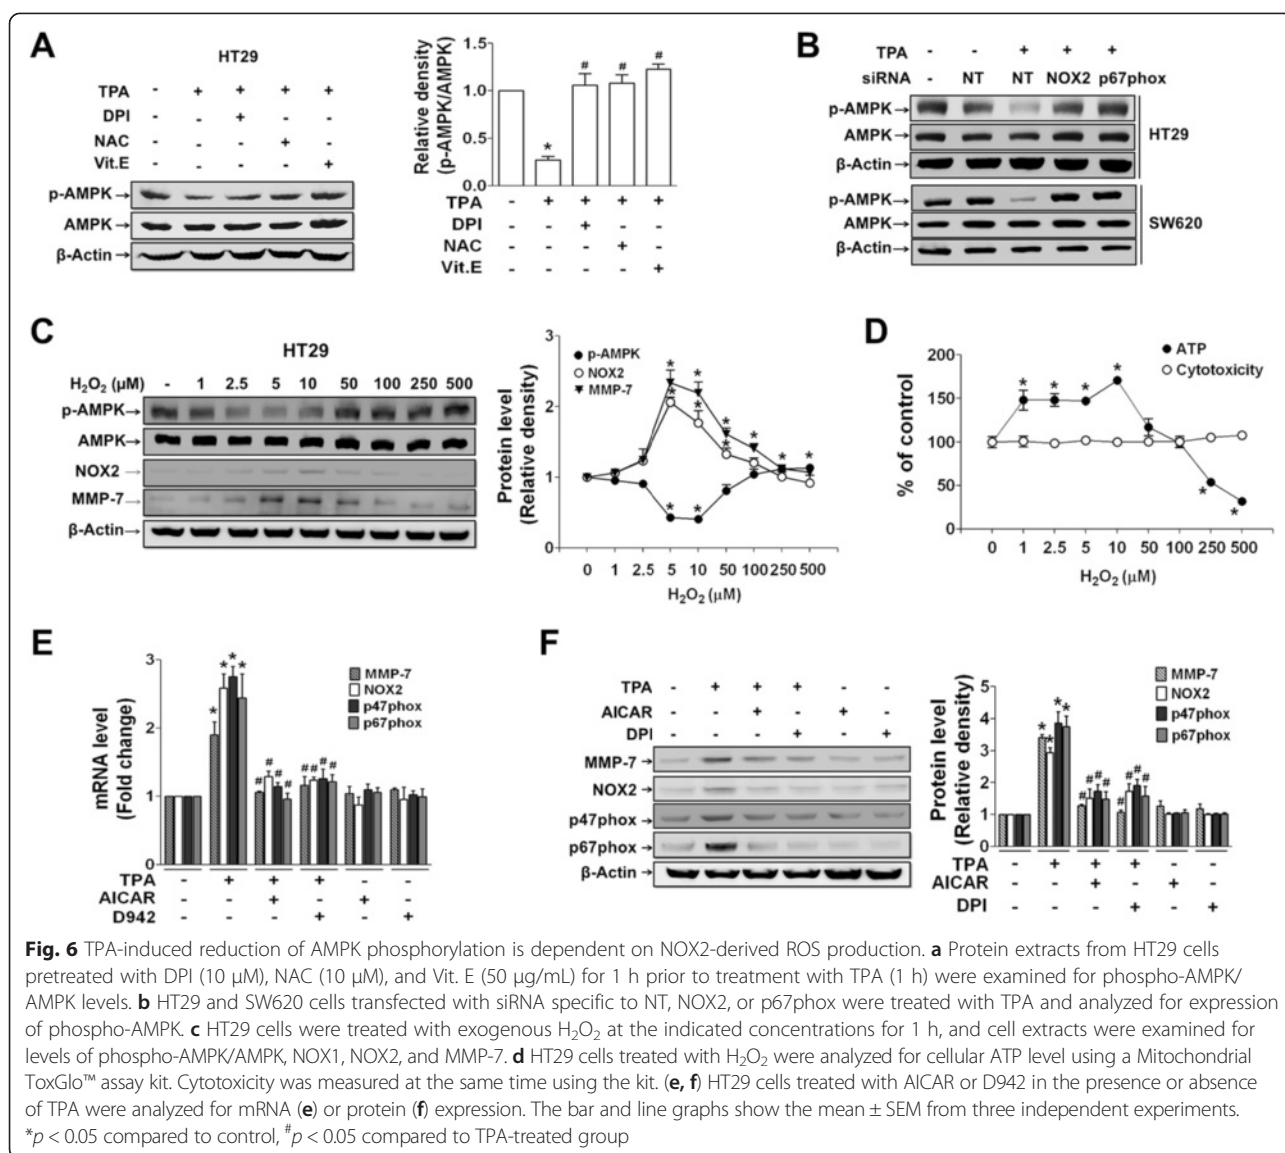 A
HT29
TPA - + + + +
DPI - - + - -
NAC - - - + -
Vit.E - - - - +
p-AMPK→
AMPK→
β-Actin→
Relative density
(p-AMPK/AMPK)
1.5
1.0
0.5
0.0
* # # #
TPA - + + + +
DPI - - + - -
NAC - - - + -
Vit.E - - - - +
B
TPA - - + + +
siRNA - NT NT NOX2 p67phox
p-AMPK→
AMPK→
β-Actin→
HT29
p-AMPK→
AMPK→
β-Actin→
SW620
C
HT29
H₂O₂ (μM) - 1 2.5 5 10 50 100 250 500
p-AMPK→
AMPK→
NOX2→
MMP-7→
β-Actin→
Protein level
(Relative density)
3
2
1
0
p-AMPK
NOX2
MMP-7
0 1 2.5 5 10 50 100 250 500
H₂O₂ (μM)
D
ATP
Cytotoxicity
% of control
200
150
100
50
0
0 1 2.5 5 10 50 100 250 500
H₂O₂ (μM)
E
mRNA level
(Fold change)
3
2
1
0
MMP-7
NOX2
p47phox
p67phox
TPA - + + + - -
AICAR - - + - + -
D942 - - - + - +
F
TPA - + + + - -
AICAR - - + - + -
DPI - - - + - +
MMP-7→
NOX2→
p47phox→
p67phox→
β-Actin→
Protein level
(Relative density)
5
4
3
2
1
0
MMP-7
NOX2
p47phox
p67phox
TPA - + + + - -
AICAR - - + - + -
DPI - - - + - +
Fig. 6 TPA-induced reduction of AMPK phosphorylation is dependent on NOX2-derived ROS production. a Protein extracts from HT29 cells
pretreated with DPI (10 μM), NAC (10 μM), and Vit. E (50 μg/mL) for 1 h prior to treatment with TPA (1 h) were examined for phospho-AMPK/
AMPK levels. b HT29 and SW620 cells transfected with siRNA specific to NT, NOX2, or p67phox were treated with TPA and analyzed for expression
of phospho-AMPK. c HT29 cells were treated with exogenous H₂O₂ at the indicated concentrations for 1 h, and cell extracts were examined for
levels of phospho-AMPK/AMPK, NOX1, NOX2, and MMP-7. d HT29 cells treated with H₂O₂ were analyzed for cellular ATP level using a Mitochondrial
ToxGlo™ assay kit. Cytotoxicity was measured at the same time using the kit. (e, f) HT29 cells treated with AICAR or D942 in the presence or absence
of TPA were analyzed for mRNA (e) or protein (f) expression. The bar and line graphs show the mean ± SEM from three independent experiments.
*p < 0.05 compared to control, #p < 0.05 compared to TPA-treated group